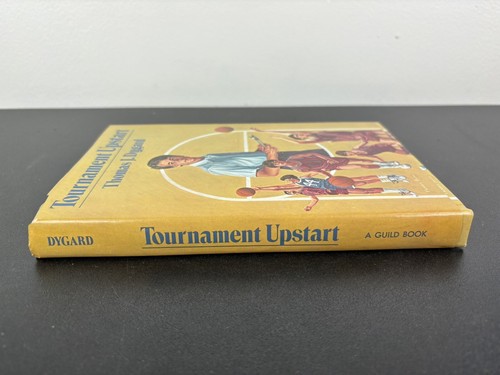 Tournament Upstart
Thomas J. Dygard
DYGARD
Tournament Upstart
A GUILD BOOK